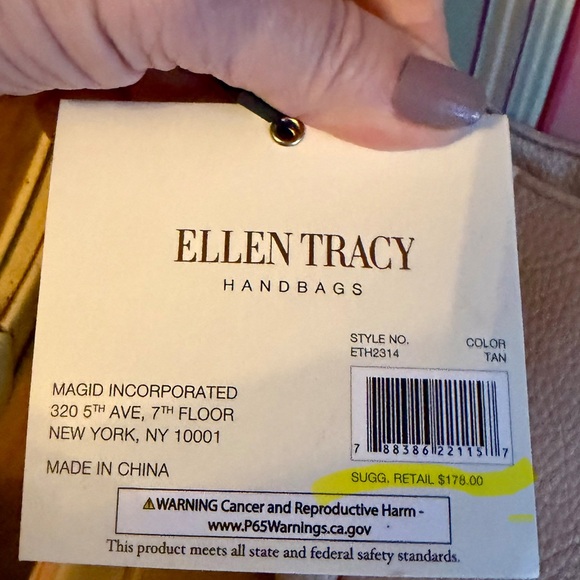 ELLEN TRACY
HANDBAGS
STYLE NO.
ETH2314
COLOR
TAN
7 88386 22115 7
SUGG. RETAIL $178.00
MAGID INCORPORATED
320 5TH AVE, 7TH FLOOR
NEW YORK, NY 10001
MADE IN CHINA
⚠WARNING Cancer and Reproductive Harm -
www.P65Warnings.ca.gov
This product meets all state and federal safety standards.